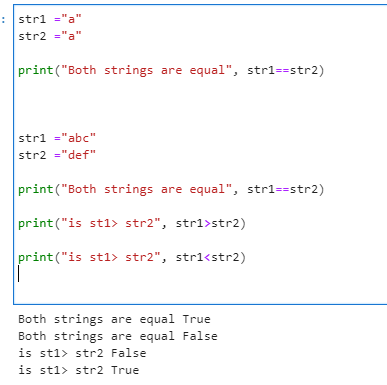 :
str1 ="a"
str2 ="a"
print("Both strings are equal", str1==str2)
str1 ="abc"
str2 ="def"
print("Both strings are equal", str1==str2)
print("is st1> str2", str1>str2)
print("is st1> str2", str1<str2)
Both strings are equal True
Both strings are equal False
is st1> str2 False
is st1> str2 True